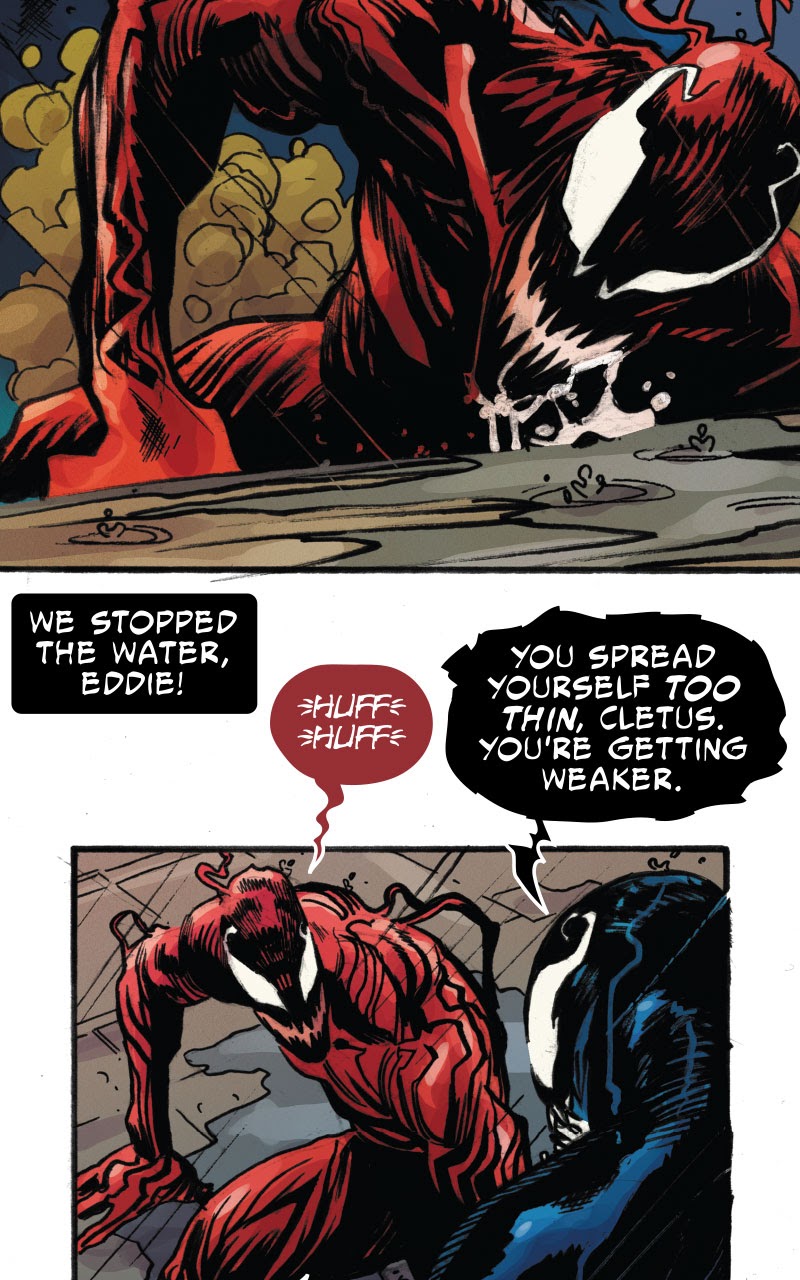 WE STOPPED
THE WATER,
EDDIE!
HUFF
HUFF
YOU SPREAD
YOURSELF TOO
THIN, CLETUS.
YOU'RE GETTING
WEAKER.